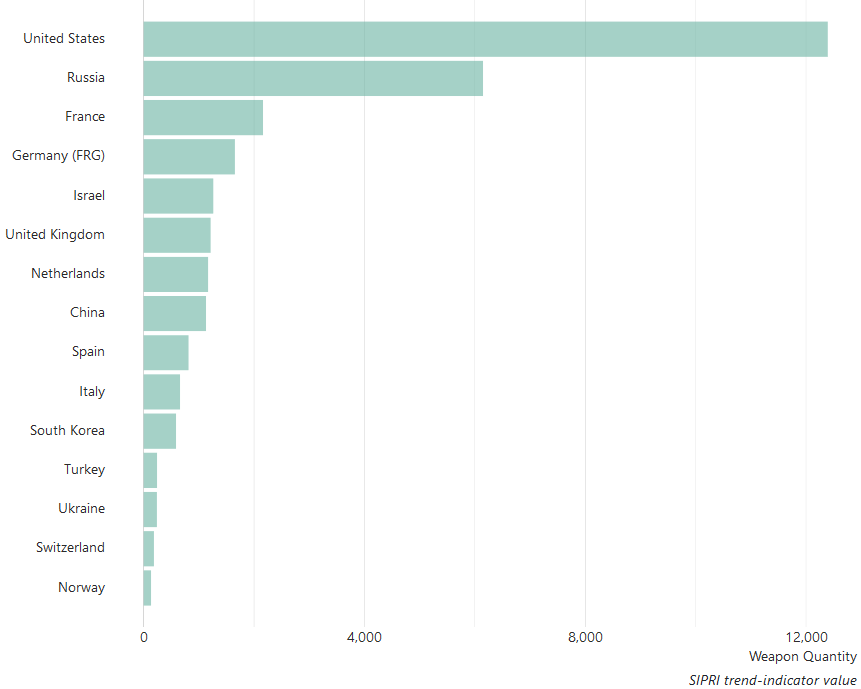 United States
Russia
France
Germany (FRG)
Israel
United Kingdom
Netherlands
China
Spain
Italy
South Korea
Turkey
Ukraine
Switzerland
Norway
0 4,000 8,000 12,000
Weapon Quantity
SIPRI trend-indicator value